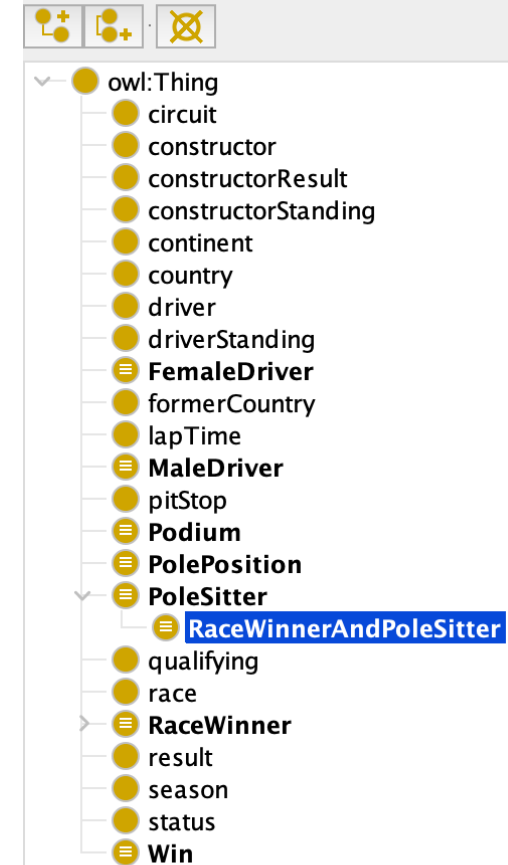 owl:Thing
circuit
constructor
constructorResult
constructorStanding
continent
country
driver
driverStanding
FemaleDriver
formerCountry
lapTime
MaleDriver
pitStop
Podium
PolePosition
PoleSitter
RaceWinnerAndPoleSitter
qualifying
race
RaceWinner
result
season
status
Win